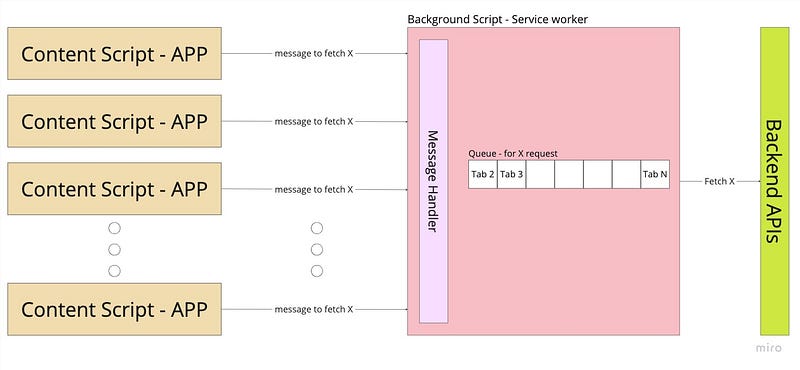 Background Script - Service worker
Content Script - APP
message to fetch X
Content Script - APP
message to fetch X
Content Script - APP
message to fetch X
Content Script - APP
message to fetch X
Message Handler
Queue - for X request
Tab 2 Tab 3 Tab N
Fetch X
Backend APIs
miro